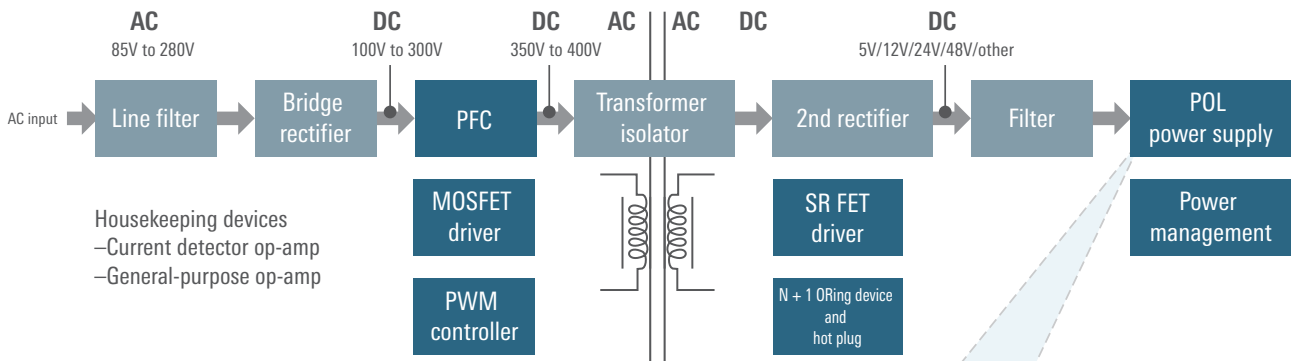 AC
85V to 280V
DC
100V to 300V
DC
350V to 400V
AC
AC
DC
DC
5V/12V/24V/48V/other
AC input
Line filter
Bridge
rectifier
PFC
Transformer
isolator
2nd rectifier
Filter
POL
power supply
Housekeeping devices
–Current detector op-amp
–General-purpose op-amp
MOSFET
driver
SR FET
driver
Power
management
PWM
controller
N + 1 ORing device
and
hot plug